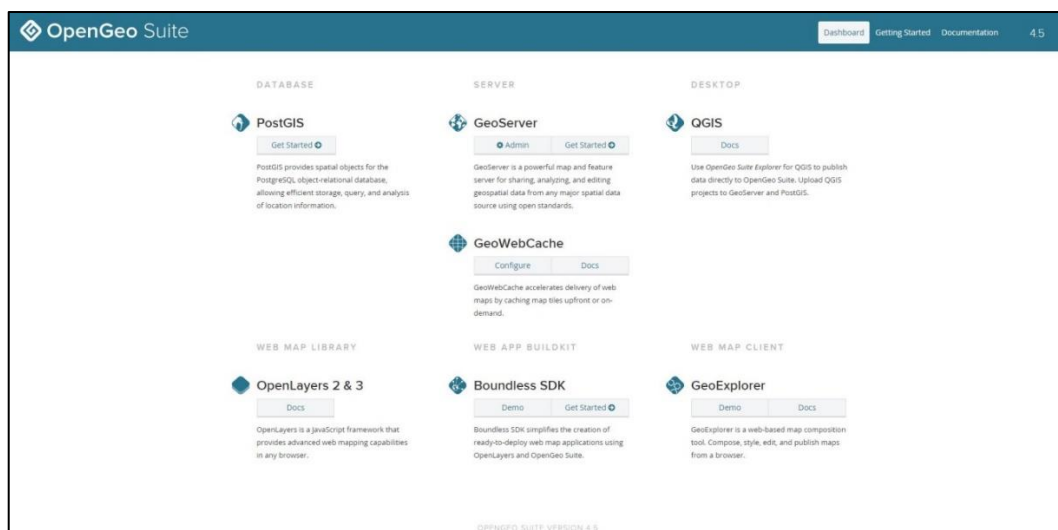 OpenGeo Suite
Dashboard Getting Started Documentation 4.5
DATABASE
PostGIS
Get Started
PostGIS provides spatial objects for the
PostgreSQL object-relational database,
allowing efficient storage, query, and analysis
of location information.
SERVER
GeoServer
Admin Get Started
GeoServer is a powerful map and feature
server for sharing, analyzing, and editing
geospatial data from any major spatial data
source using open standards.
GeoWebCache
Configure Docs
GeoWebCache accelerates delivery of web
maps by caching map tiles upfront or on-
demand.
DESKTOP
QGIS
Docs
Use OpenGeo Suite Explorer for QGIS to publish
data directly to OpenGeo Suite. Upload QGIS
projects to GeoServer and PostGIS.
WEB MAP LIBRARY
OpenLayers 2 & 3
Docs
OpenLayers is a JavaScript framework that
provides advanced web mapping capabilities
in any browser.
WEB APP BUILDKIT
Boundless SDK
Demo Get Started
Boundless SDK simplifies the creation of
ready-to-deploy web map applications using
OpenLayers and OpenGeo Suite.
WEB MAP CLIENT
GeoExplorer
Demo Docs
GeoExplorer is a web-based map composition
tool. Compose, style, edit, and publish maps
from a browser.
OPENGEO SUITE VERSION 4.5